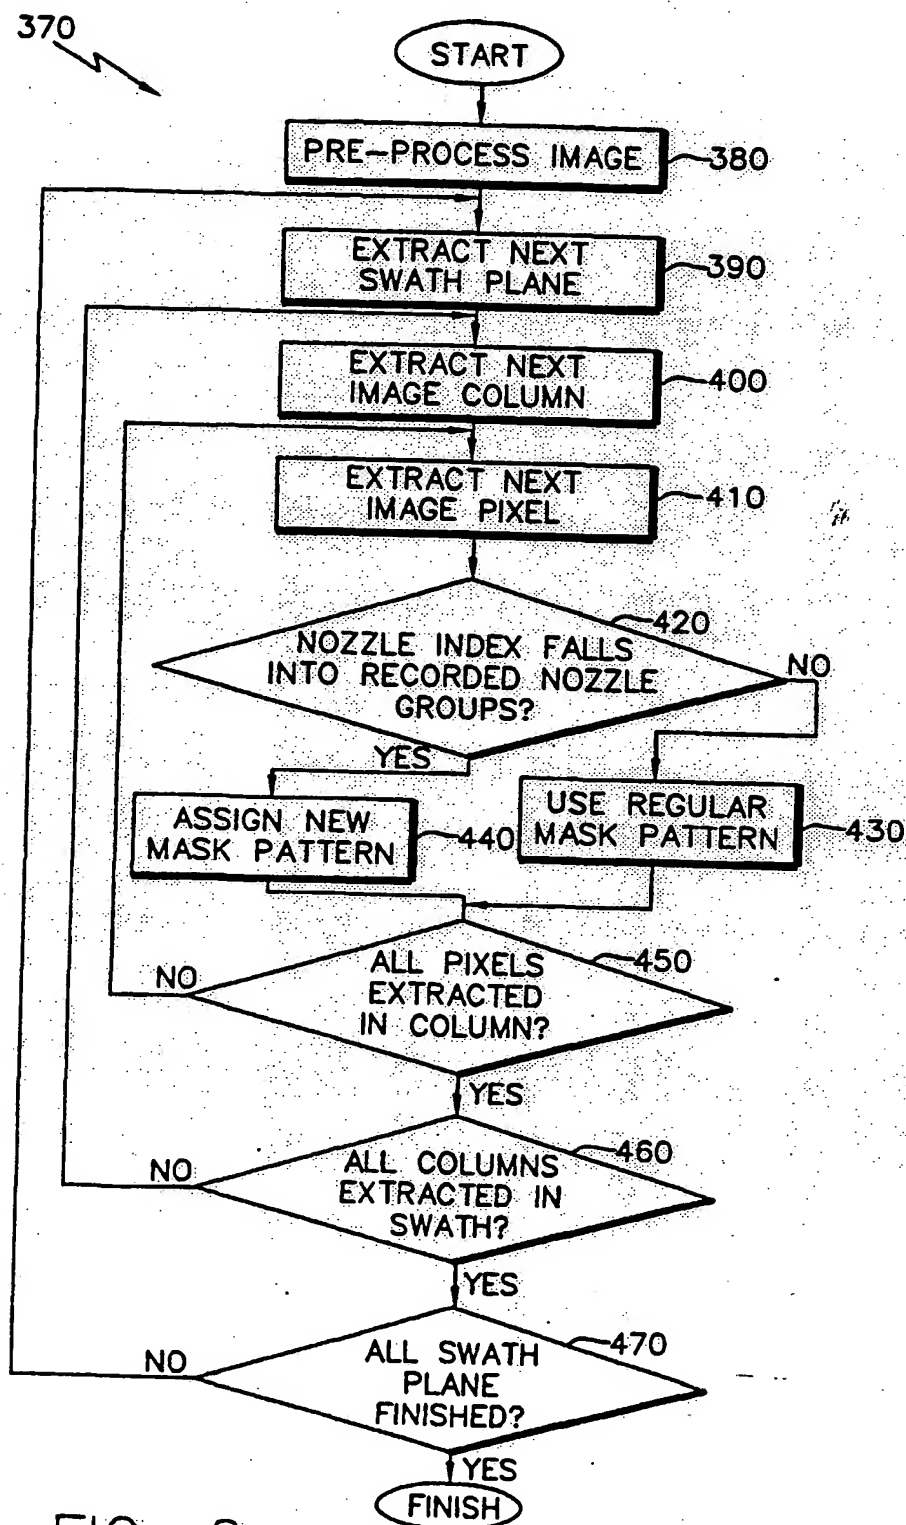 370
START
PRE-PROCESS IMAGE
380
EXTRACT NEXT
SWATH PLANE
390
EXTRACT NEXT
IMAGE COLUMN
400
EXTRACT NEXT
IMAGE PIXEL
410
420
NOZZLE INDEX FALLS
INTO RECORDED NOZZLE
GROUPS?
NO
YES
ASSIGN NEW
MASK PATTERN
440
USE REGULAR
MASK PATTERN
430
450
ALL PIXELS
EXTRACTED
IN COLUMN?
NO
YES
460
ALL COLUMNS
EXTRACTED IN
SWATH?
NO
YES
470
ALL SWATH
PLANE
FINISHED?
NO
YES
FINISH